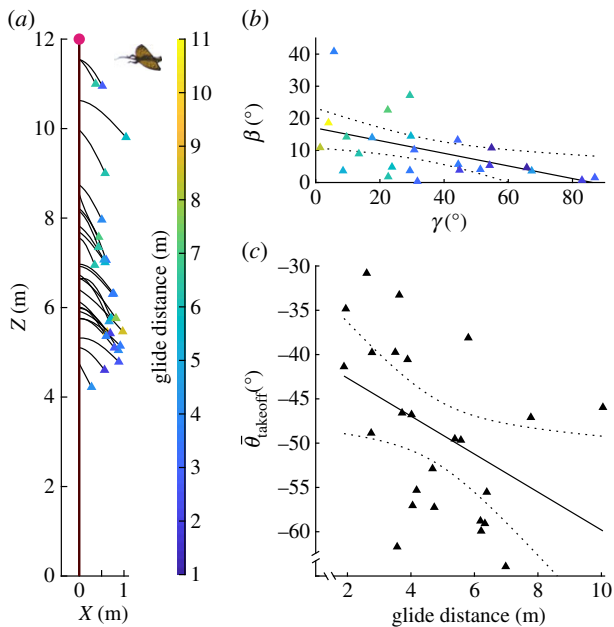 (a)
12
10
8
6
4
2
0
Z (m)
0 1
X (m)
11
10
9
8
7
6
5
4
3
2
1
glide distance (m)
(b)
40
30
20
10
0
β (°)
0 20 40 60 80
γ (°)
(c)
−30
−35
−40
−45
−50
−55
−60
θ̄takeoff(°)
2 4 6 8 10
glide distance (m)